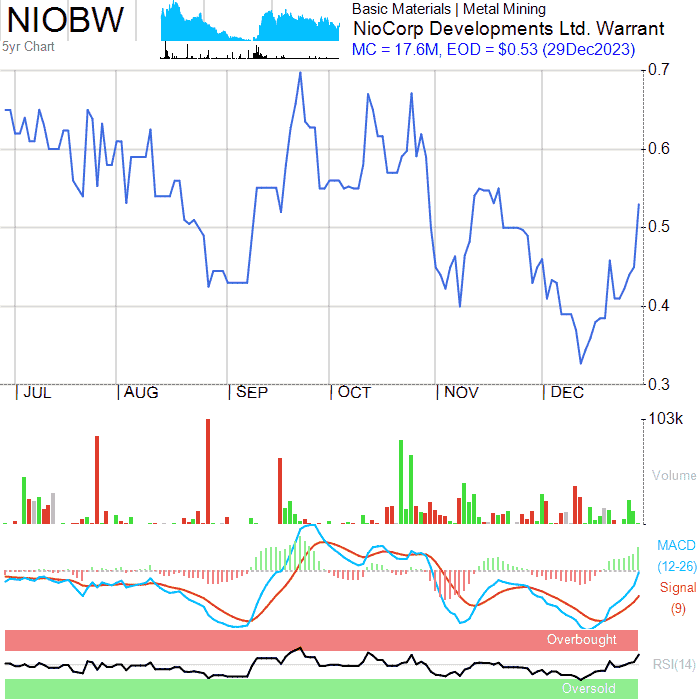 NIOBW
5yr Chart
Basic Materials | Metal Mining
NioCorp Developments Ltd. Warrant
MC = 17.6M, EOD = $0.53 (29Dec2023)
0.7
0.6
0.5
0.4
0.3
JUL AUG SEP OCT NOV DEC
103k
Volume
MACD
(12-26)
Signal
(9)
Overbought
RSI(14)
Oversold